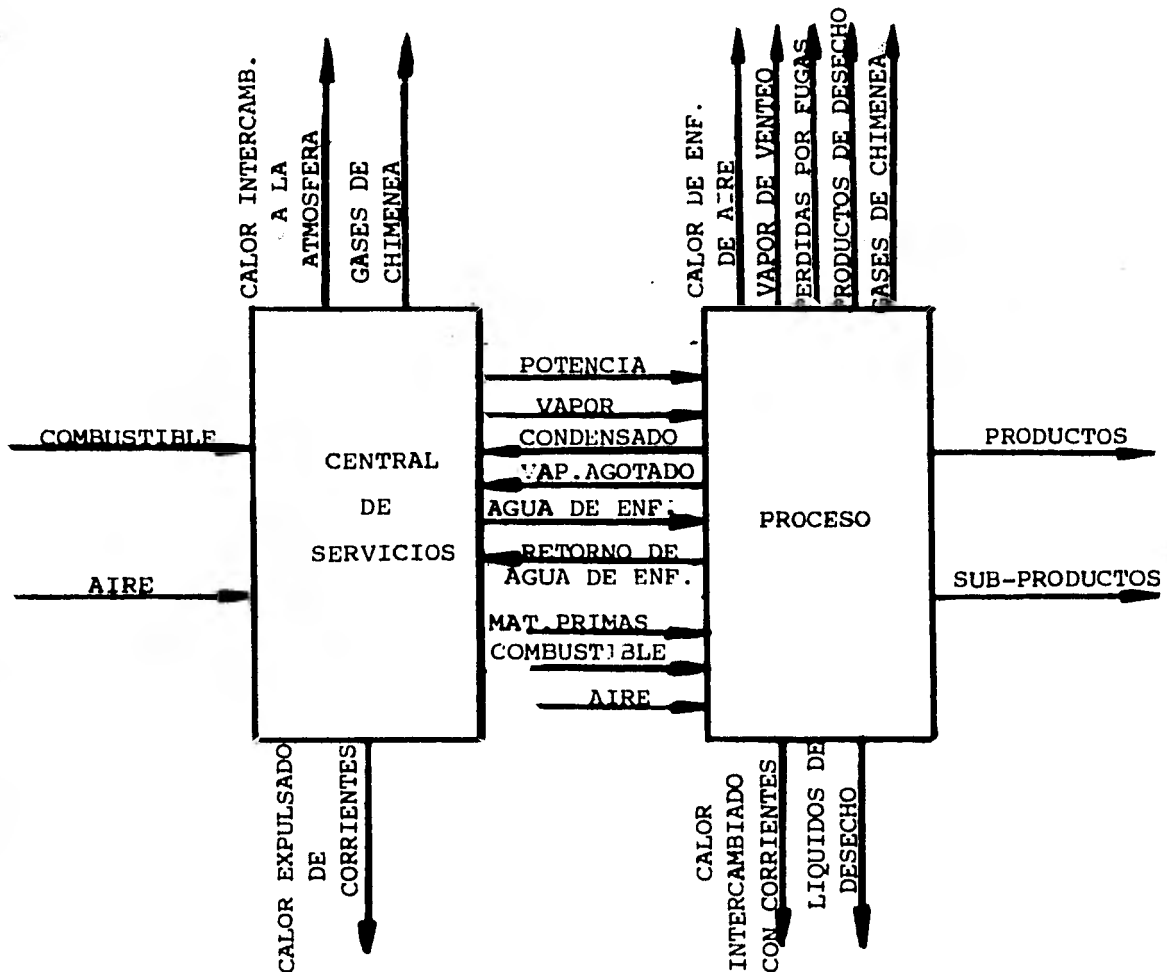 CALOR INTERCAMB.
A LA
ATMOSFERA
GASES DE
CHIMENEA
CALOR DE ENF.
DE AIRE
VAPOR DE VENTEO
PERDIDAS POR FUGAS
PRODUCTOS DE DESECHO
GASES DE CHIMENEA
COMBUSTIBLE
AIRE
CENTRAL
DE
SERVICIOS
POTENCIA
VAPOR
CONDENSADO
VAP.AGOTADO
AGUA DE ENF.
RETORNO DE
AGUA DE ENF.
MAT.PRIMAS
COMBUSTIBLE
AIRE
PROCESO
PRODUCTOS
SUB-PRODUCTOS
CALOR EXPULSADO
DE
CORRIENTES
CALOR
INTERCAMBIADO
CON CORRIENTES
LIQUIDOS DE
DESECHO